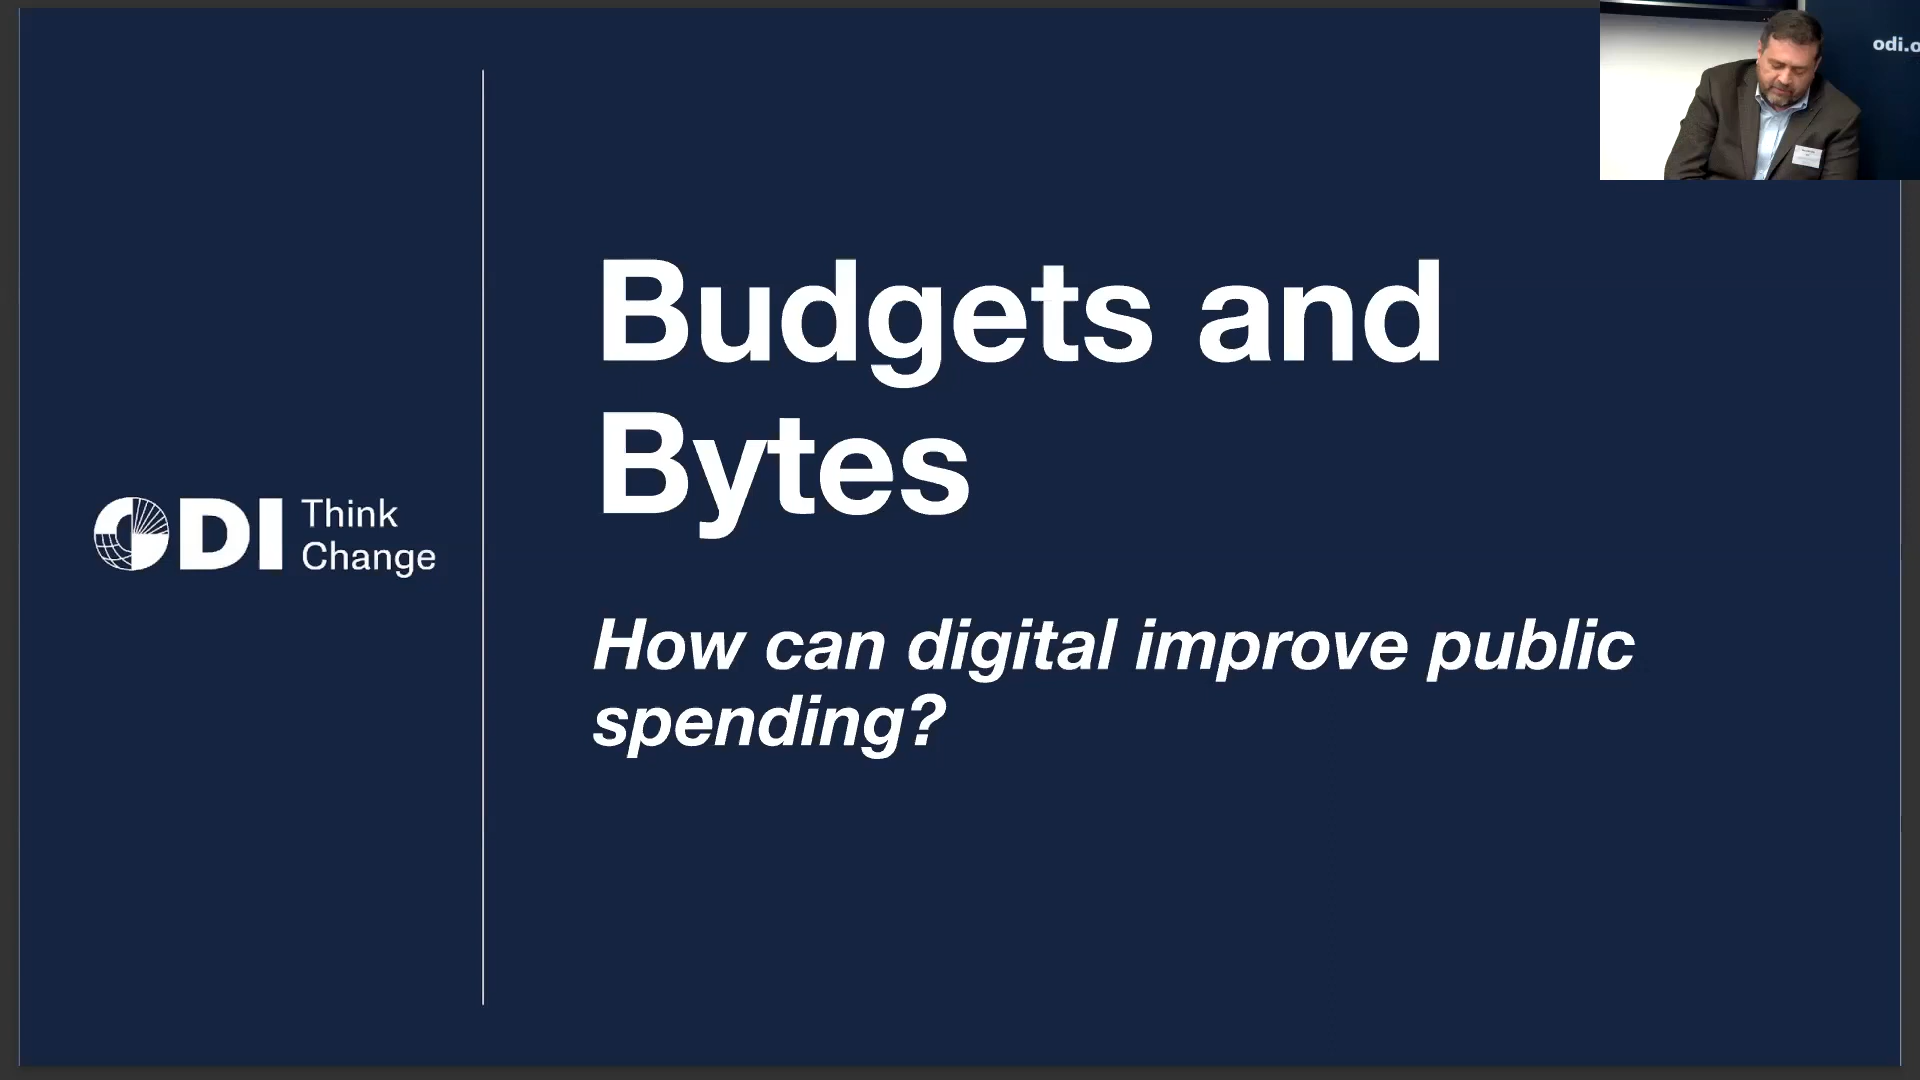 odi.o
Budgets and
Bytes
ODI Think
Change
How can digital improve public
spending?